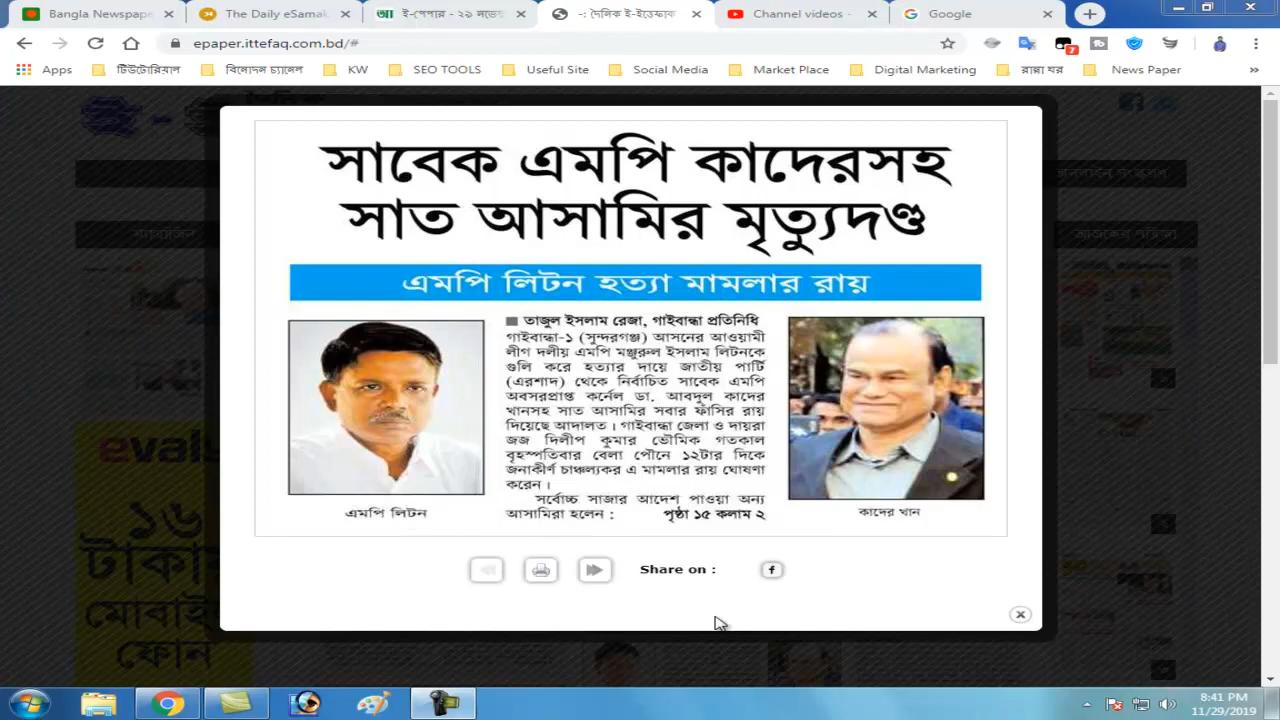 Bangla Newspape
The Daily eSamak
ই-পেপার - ২৯ নভেম্ব
-: দৈনিক ই-ইত্তেফাক
Channel videos -
Google
epaper.ittefaq.com.bd/#
7
Apps
টিউটোরিয়াল
বিনোদন চ্যানেল
KW
SEO TOOLS
Useful Site
Social Media
Market Place
Digital Marketing
রান্না ঘর
News Paper
সাবেক এমপি কাদেরসহ
সাত আসামির মৃত্যুদণ্ড
এমপি লিটন হত্যা মামলার রায়
তাজুল ইসলাম রেজা, গাইবান্ধা প্রতিনিধি
গাইবান্ধা-১ (সুন্দরগঞ্জ) আসনের আওয়ামী
লীগ দলীয় এমপি মঞ্জুরুল ইসলাম লিটনকে
গুলি করে হত্যার দায়ে জাতীয় পার্টি
(এরশাদ) থেকে নির্বাচিত সাবেক এমপি
অবসরপ্রাপ্ত কর্নেল ডা. আবদুল কাদের
খানসহ সাত আসামির সবার ফাঁসির রায়
দিয়েছে আদালত। গাইবান্ধা জেলা ও দায়রা
জজ দিলীপ কুমার ভৌমিক গতকাল
বৃহস্পতিবার বেলা পৌনে ১২টার দিকে
জনাকীর্ণ চাঞ্চল্যকর এ মামলার রায় ঘোষণা
করেন।
সর্বোচ্চ সাজার আদেশ পাওয়া অন্য
আসামিরা হলেন : পৃষ্ঠা ১৫ কলাম ২
এমপি লিটন
কাদের খান
Share on :
evaly
১৬
টাকা
মোবাইল
ফোন
8:41 PM
11/29/2019